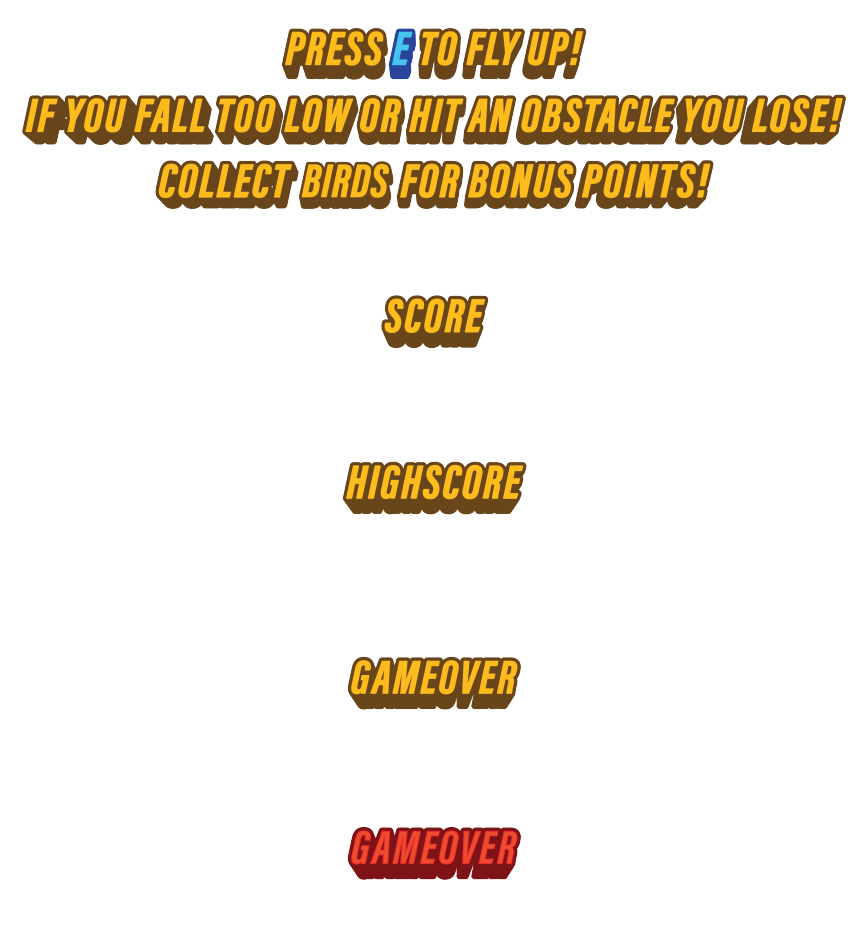 PRESS E TO FLY UP!
IF YOU FALL TOO LOW OR HIT AN OBSTACLE YOU LOSE!
COLLECT BIRDS FOR BONUS POINTS!
SCORE
HIGHSCORE
GAMEOVER
GAMEOVER